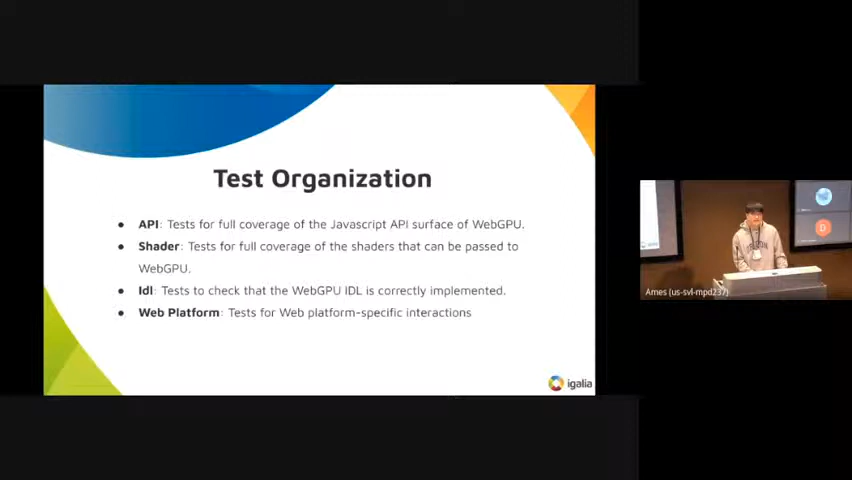 Test Organization
● API: Tests for full coverage of the Javascript API surface of WebGPU.
● Shader: Tests for full coverage of the shaders that can be passed to
WebGPU.
● Idl: Tests to check that the WebGPU IDL is correctly implemented.
● Web Platform: Tests for Web platform-specific interactions
igalia
D
Ames (us-svl-mpd237)